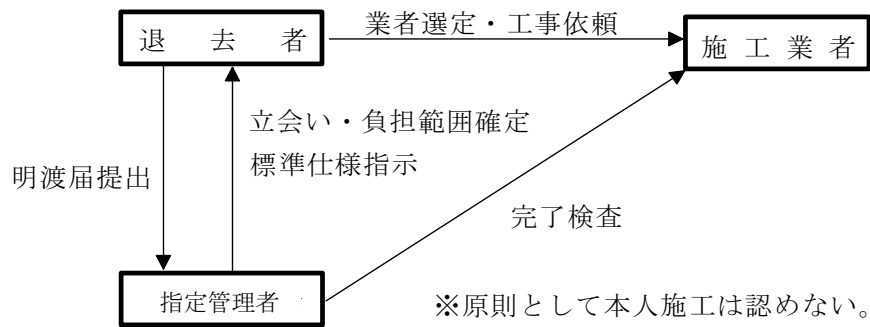 業者選定・工事依頼
退去者
施工業者
立会い・負担範囲確定
標準仕様指示
明渡届提出
完了検査
指定管理者
※原則として本人施工は認めない。